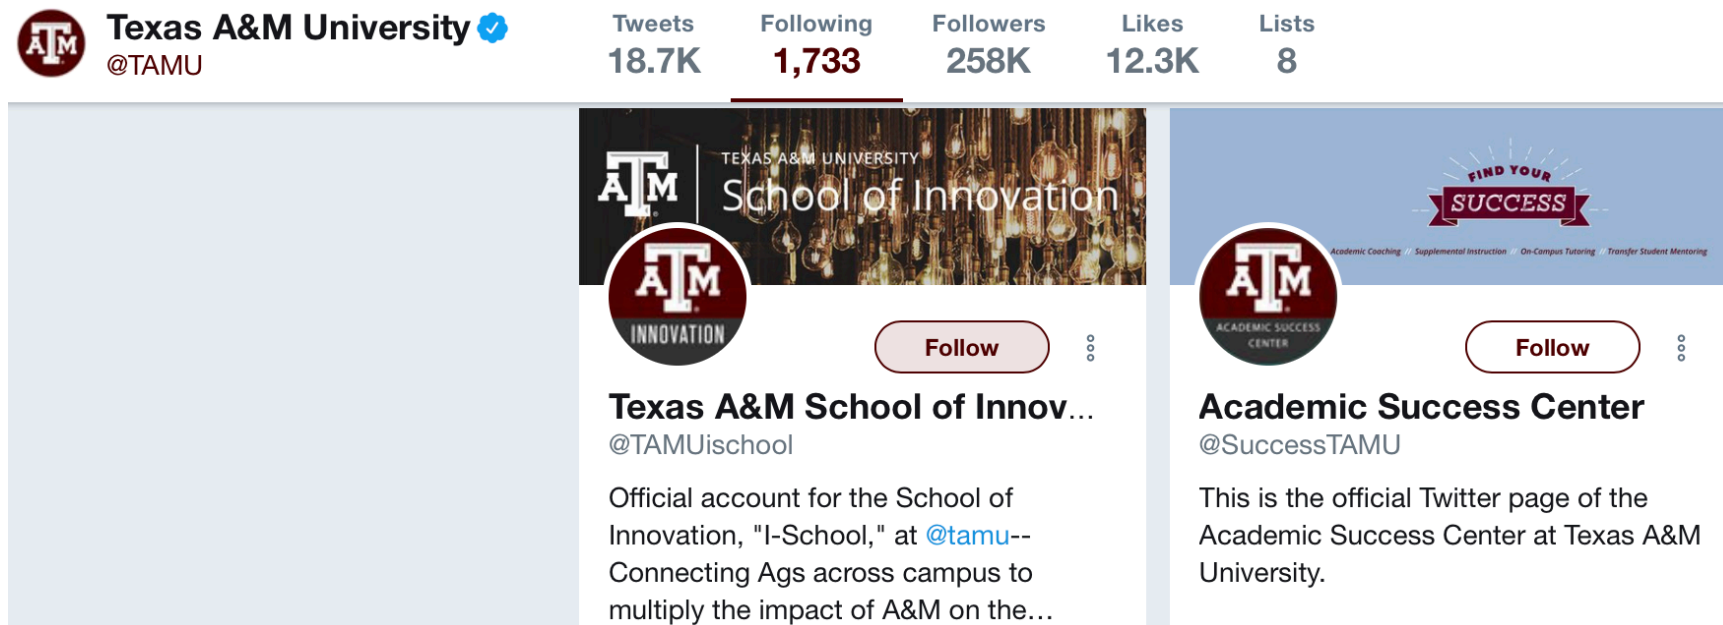 Texas A&M University
@TAMU
Tweets
18.7K
Following
1,733
Followers
258K
Likes
12.3K
Lists
8
ATM
TEXAS A&M UNIVERSITY
School of Innovation
ATM
INNOVATION
Follow
Texas A&M School of Innov...
@TAMUischool
Official account for the School of
Innovation, "I-School," at @tamu--
Connecting Ags across campus to
multiply the impact of A&M on the...
FIND YOUR
SUCCESS
Academic Coaching // Supplemental Instruction // On-Campus Tutoring // Transfer Student Mentoring
ATM
ACADEMIC SUCCESS
CENTER
Follow
Academic Success Center
@SuccessTAMU
This is the official Twitter page of the
Academic Success Center at Texas A&M
University.